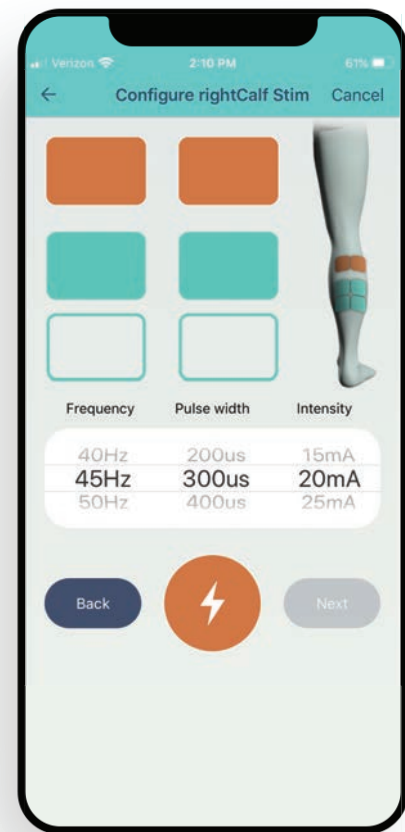 Verizon 2:10 PM 61%
← Configure rightCalf Stim Cancel
Frequency Pulse width Intensity
40Hz 200us 15mA
45Hz 300us 20mA
50Hz 400us 25mA
Back Next